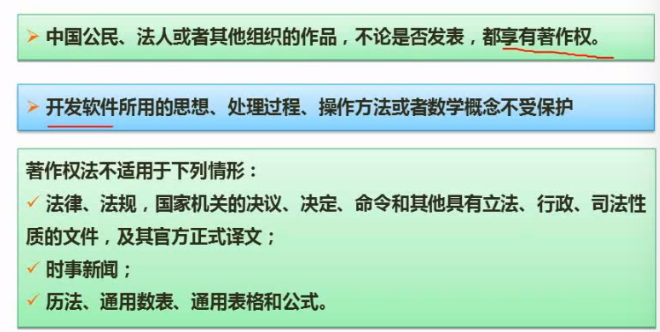 ➢ 中国公民、法人或者其他组织的作品，不论是否发表，都享有著作权。
➢ 开发软件所用的思想、处理过程、操作方法或者数学概念不受保护
著作权法不适用于下列情形：
✓ 法律、法规，国家机关的决议、决定、命令和其他具有立法、行政、司法性
质的文件，及其官方正式译文；
✓ 时事新闻；
✓ 历法、通用数表、通用表格和公式。